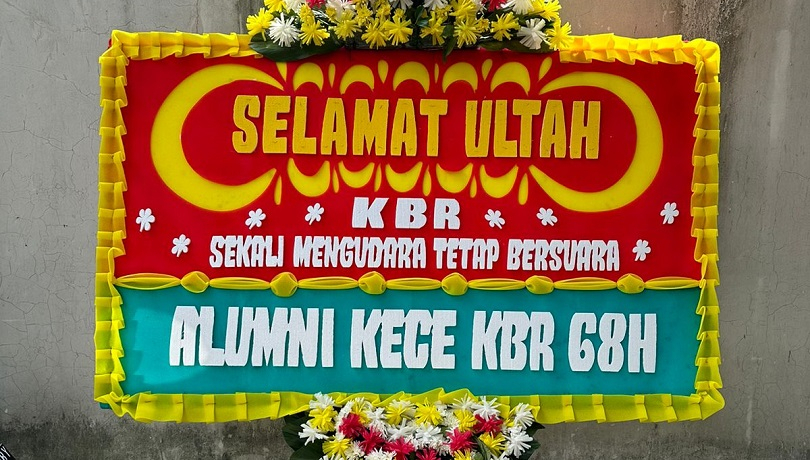 SELAMAT ULTAH
KBR
SEKALI MENGUDARA TETAP BERSUARA
ALUMNI KECE KBR 68H